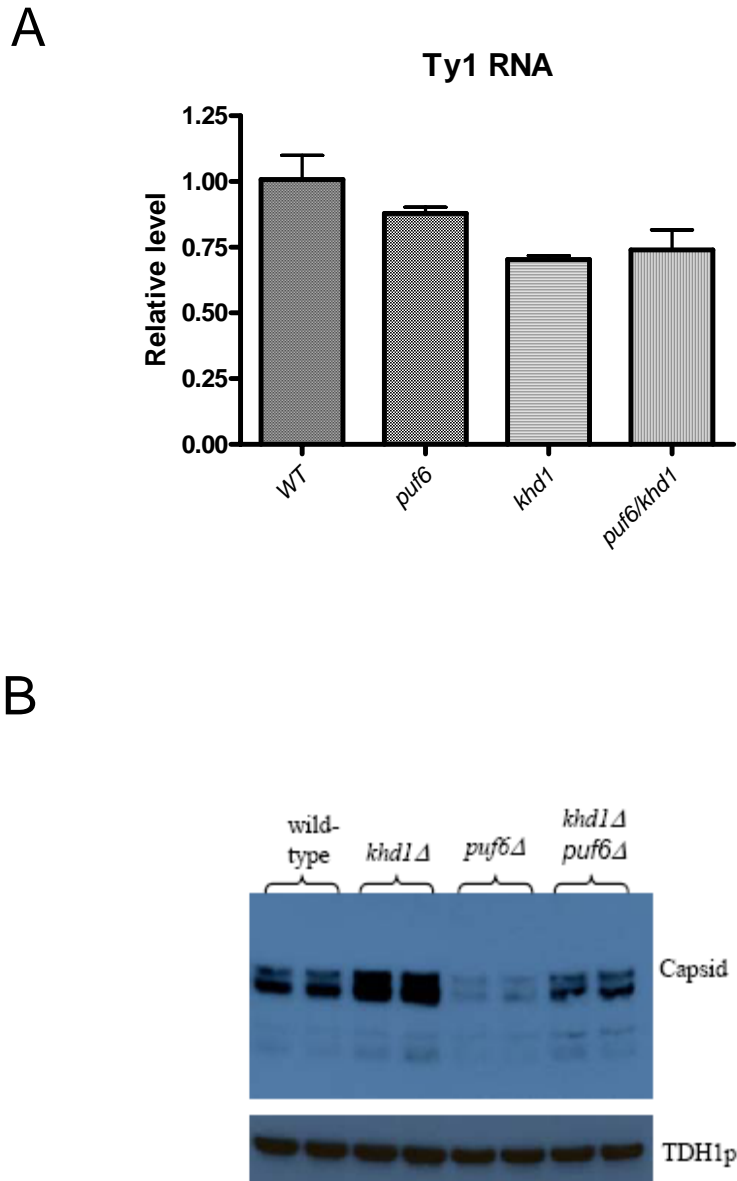 A
Ty1 RNA
1.25
1.00
0.75
0.50
0.25
0.00
Relative level
WT
puf6
khd1
puf6/khd1
B
wild-
type
khd1Δ
puf6Δ
khd1Δ
puf6Δ
Capsid
TDH1p